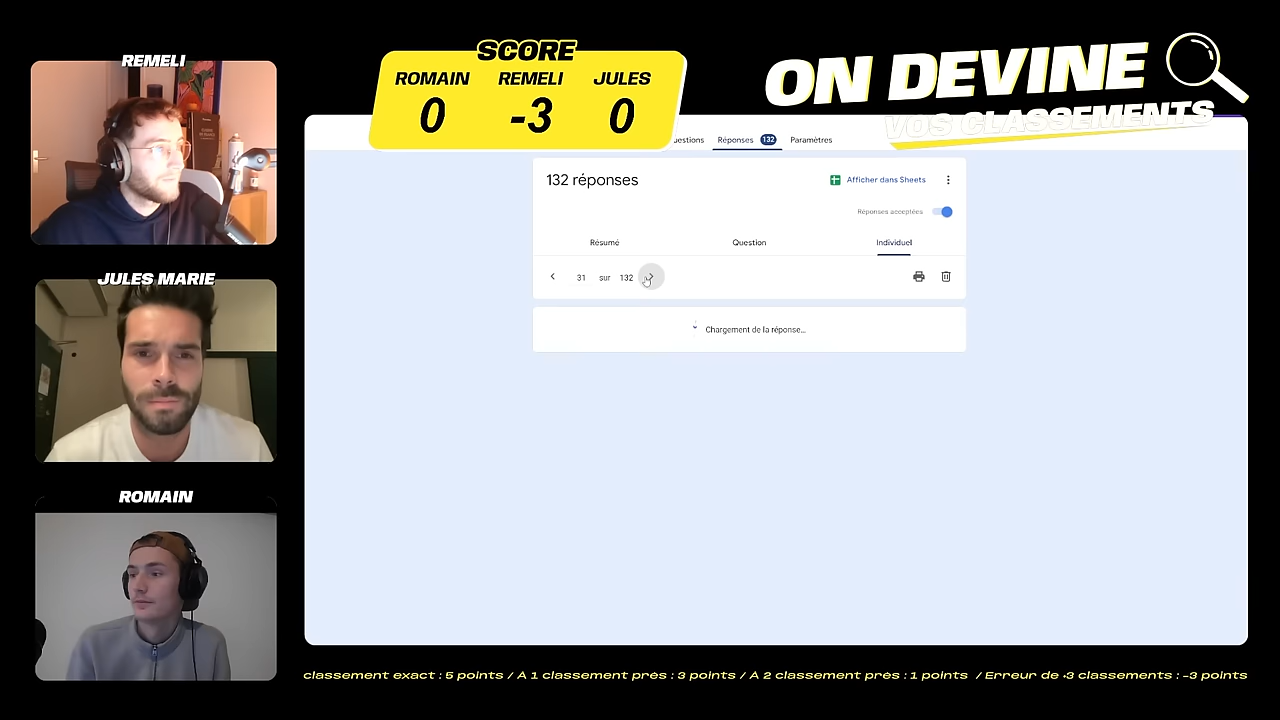 REMELI
SCORE
ROMAIN REMELI JULES
0 -3 0
ON DEVINE
VOS CLASSEMENTS
Réponses 132 Paramètres
132 réponses
Afficher dans Sheets
Réponses acceptées
Résumé Question Individuel
31 sur 132
Chargement de la réponse...
JULES MARIE
ROMAIN
classement exact : 5 points / À 1 classement près : 3 points / À 2 classement près : 1 points / Erreur de +3 classements : -3 points